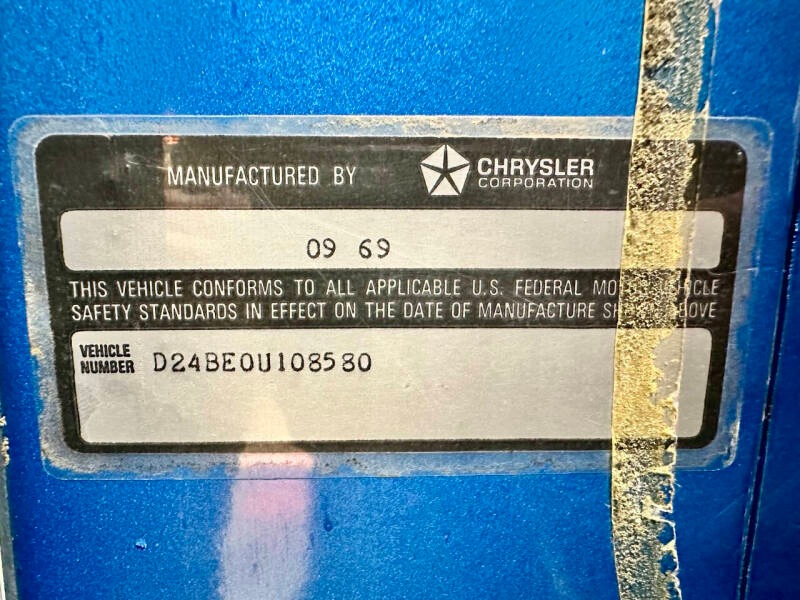 MANUFACTURED BY
CHRYSLER
CORPORATION
09 69
THIS VEHICLE CONFORMS TO ALL APPLICABLE U.S. FEDERAL
SAFETY STANDARDS IN EFFECT ON THE DATE OF MANUFACTURE
VEHICLE
NUMBER
D24BE0U108580